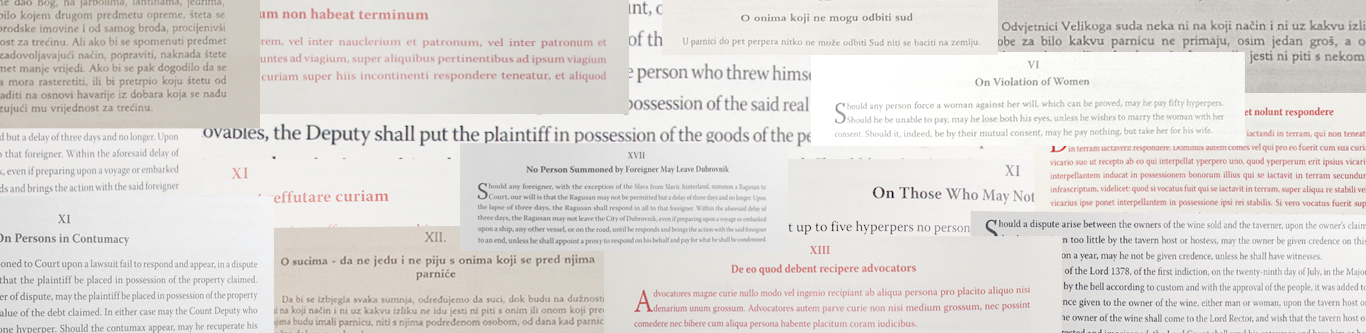 ne dao Bog, na jarbolima, lantinama, jedrima,
bilo kojem drugom predmetu opreme, šteta se
brodske imovine i od samog broda, procijenivši
ost za trećinu. Ali ako bi se spomenuti predmet
zadovoljavajući način, popraviti, naknada štete
met manje vrijedi. Ako bi se pak dogodilo da se
a mora rasteretiti, ili bi pretrpio koju štetu od
aditi na osnovi havarije iz dobara koja se nađu
zujući mu vrijednost za trećinu.
um non habeat terminum
rem, vel inter nauclerium et patronum, vel inter patronum et
untes ad viagium, super aliquibus pertinentibus ad ipsum viagium
curiam super hiis incontinenti respondere teneatur, et aliquod
int, c
of th
e person who threw himse
possession of the said real
ovables, the Deputy shall put the plaintiff in possession of the goods of the pe
O onima koji ne mogu odbiti sud
U parnici do pet perpera nitko ne može odbiti Sud niti se baciti na zemlju.
Odvjetnici Velikoga suda neka ni na koji način i ni uz kakvu izli
obe za bilo kakvu parnicu ne primaju, osim jedan groš, a o
jesti ni piti s nekom
VI
On Violation of Women
Should any person force a woman against her will, which can be proved, may he pay fifty hyperpers.
Should he be unable to pay, may he lose both his eyes, unless he wishes to marry the woman with her
consent. Should it, indeed, be by their mutual consent, may he pay nothing, but take her for his wife.
et nolunt respondere
iactandi in terram, qui non teneat
in terram iactaverit respondere. Dominus autem comes vel qui pro eo fuerit cum sua curi
vicario suo ut recepto ab eo qui interpellat yperpero uno, quod yperperum erit ipsius vicari
interpellantem inducat in possessionem bonorum illius qui se iactavit in terram secundum
infrascriptum, videlicet: quod si vocatus fuit qui se iactavit in terram, super aliqua re stabili vel
vicarius ipse ponet interpellantem in possessione ipsi rei stabilis. Si vero vocatus fuerit sup
d but a delay of three days and no longer. Upon
that foreigner. Within the aforesaid delay of
, even if preparing upon a voyage or embarked
ds and brings the action with the said foreigner
XI
effutare curiam
XVII
No Person Summoned by Foreigner May Leave Dubrovnik
Should any foreigner, with the exception of the Slavs from Slavic hinterland, summon a Ragusan to
Court, our will is that the Ragusan may not be permitted but a delay of three days and no longer. Upon
the lapse of three days, the Ragusan shall respond in all to that foreigner. Within the aforesaid delay of
three days, the Ragusan may not leave the City of Dubrovnik, even if preparing upon a voyage or embarked
upon a ship, any other vessel, or on the road, until he responds and brings the action with the said foreigner
to an end, unless he shall appoint a proxy to respond on his behalf and pay for what he shall be condemned.
XI
On Those Who May Not
t up to five hyperpers no person
XI
On Persons in Contumacy
oned to Court upon a lawsuit fail to respond and appear, in a dispute
that the plaintiff be placed in possession of the property claimed.
er of dispute, may the plaintiff be placed in possession of the property
alue of the debt claimed. In either case may the Count Deputy who
one hyperper. Should the contumax appear, may he recuperate his
XII.
O sucima - da ne jedu i ne piju s onima koji se pred njima
parniče
Da bi se izbjegla svaka sumnja, određujemo da suci, dok budu na dužnosti
na koji način i ni uz kakvu izliku ne idu jesti ni piti s onim ili onom koji pre
njima budu imali parnicu, niti s njima podređenom osobom, od dana kad parnic
XIII
De eo quod debent recipere advocators
Advocatores magne curie nullo modo vel ingenio recipiant ab aliqua persona pro placito aliquo nisi
denarium unum grossum. Advocatores autem parve curie non nisi medium grossum, nec possint
comedere nec bibere cum aliqua persona habente placitum coram iudicibus.
Should a dispute arise between the owners of the wine sold and the taverner, upon the owner's claim
n too little by the tavern host or hostess, may the owner be given credence on this
on a year, may he not be given credence, unless he shall have witnesses.
of the Lord 1378, of the first indiction, on the twenty-ninth day of July, in the Major
by the bell according to custom and with the approval of the people, it was added to
nce given to the owner of the wine, either man or woman, upon the tavern host o
owner from the tavern host or hostess. And that we wish the tavern host o